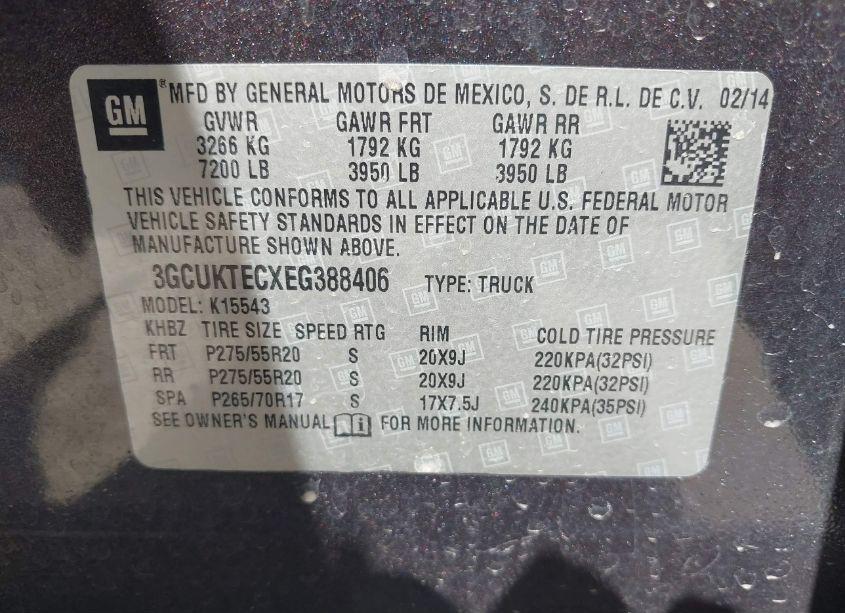 GM ® MFD BY GENERAL MOTORS DE MEXICO, S. DE R.L. DE C.V. 02/14
GVWR GAWR FRT GAWR RR
3266 KG 1792 KG 1792 KG
7200 LB 3950 LB 3950 LB
THIS VEHICLE CONFORMS TO ALL APPLICABLE U.S. FEDERAL MOTOR
VEHICLE SAFETY STANDARDS IN EFFECT ON THE DATE OF
MANUFACTURE SHOWN ABOVE.
3GCUKTECXEG388406 TYPE: TRUCK
MODEL: K15543
KHBZ TIRE SIZE SPEED RTG RIM COLD TIRE PRESSURE
FRT P275/55R20 S 20X9J 220KPA(32PSI)
RR P275/55R20 S 20X9J 220KPA(32PSI)
SPA P265/70R17 S 17X7.5J 240KPA(35PSI)
SEE OWNER'S MANUAL FOR MORE INFORMATION.